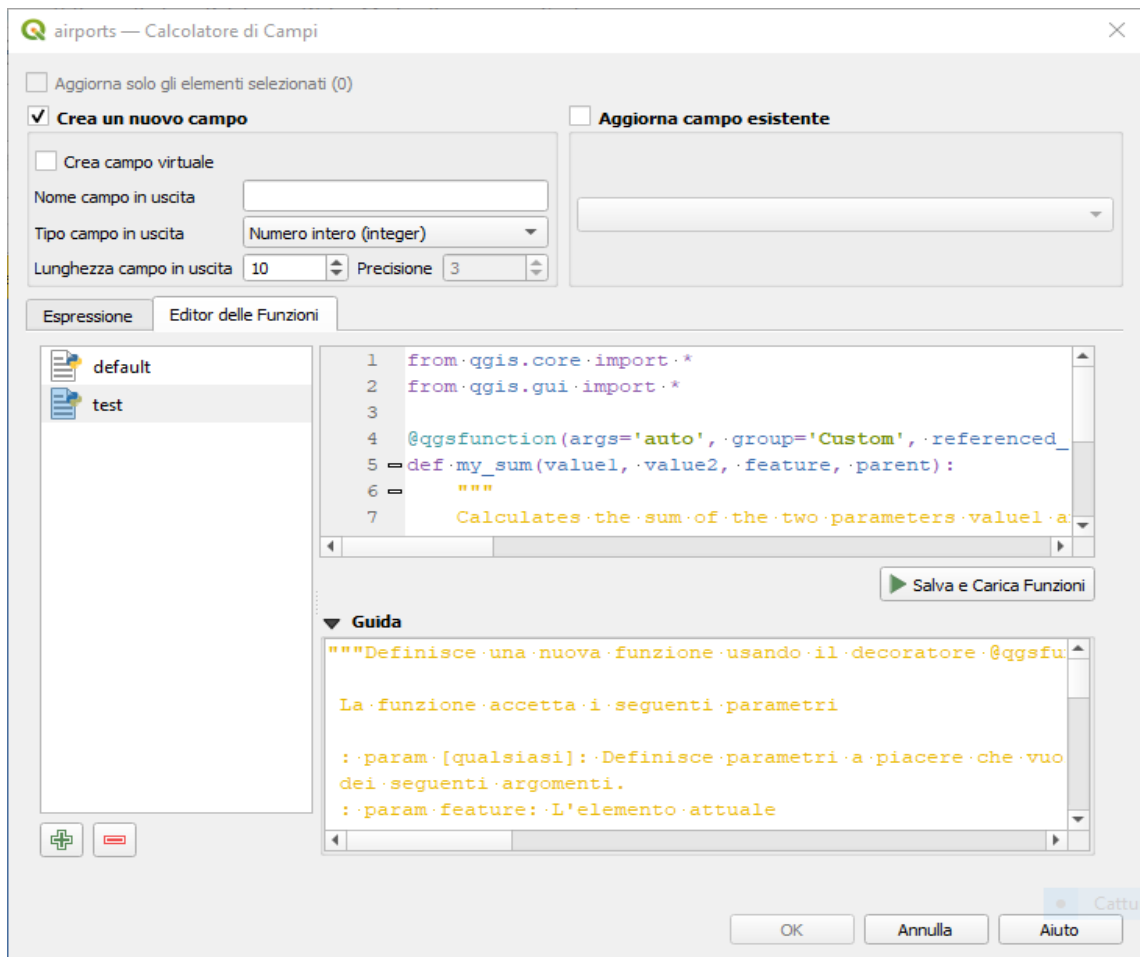 airports — Calcolatore di Campi
Aggiorna solo gli elementi selezionati (0)
Crea un nuovo campo
Aggiorna campo esistente
Crea campo virtuale
Nome campo in uscita
Tipo campo in uscita Numero intero (integer)
Lunghezza campo in uscita 10 Precisione 3
Espressione Editor delle Funzioni
default
test
1 from·qgis.core·import·*
2 from·qgis.gui·import·*
3
4 @qgsfunction(args='auto',·group='Custom',·referenced_
5 def·my_sum(value1,·value2,·feature,·parent):
6 """
7 Calculates·the·sum·of·the·two·parameters·value1·a
Salva e Carica Funzioni
Guida
"""Definisce·una·nuova·funzione·usando·il·decoratore·@qgsfu
La·funzione·accetta·i·seguenti·parametri
:·param·[qualsiasi]:·Definisce·parametri·a·piacere·che·vuo
dei·seguenti·argomenti.
:·param·feature:·L'elemento·attuale
Cattu
OK Annulla Aiuto